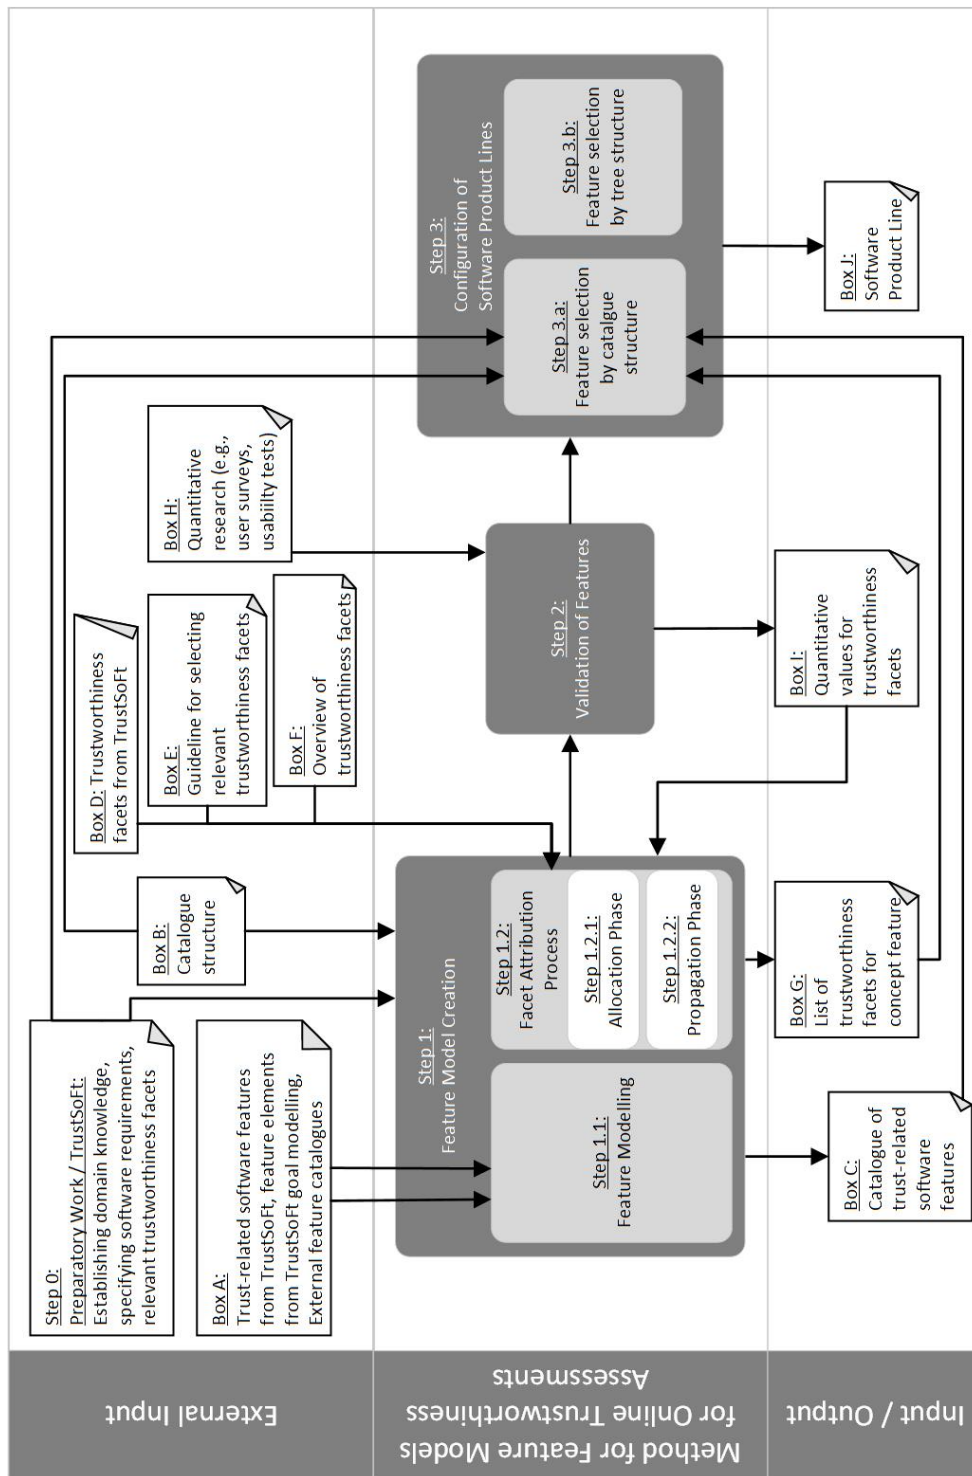 External Input
Step 0:
Preparatory Work / TrustSoFt:
Establishing domain knowledge,
specifying software requirements,
relevant trustworthiness facets
Box A:
Trust-related software features
from TrustSoFt, feature elements
from TrustSoFt goal modelling,
External feature catalogues
Box B:
Catalogue
structure
Box D: Trustworthiness
facets from TrustSoFt
Box E:
Guideline for selecting
relevant
trustworthiness facets
Box F:
Overview of
trustworthiness facets
Box H:
Quantitative
research (e.g.,
user surveys,
usabiilty tests)
Method for Feature Models
for Online Trustworthiness
Assessments
Step 1:
Feature Model Creation
Step 1.1:
Feature Modelling
Step 1.2:
Facet Attribution
Process
Step 1.2.1:
Allocation Phase
Step 1.2.2:
Propagation Phase
Step 2:
Validation of Features
Step 3:
Configuration of
Software Product Lines
Step 3.a:
Feature selection
by catalgue
structure
Step 3.b:
Feature selection
by tree structure
Input / Output
Box C:
Catalogue of
trust-related
software
features
Box G:
List of
trustworthiness
facets for
concept feature
Box I:
Quantitative
values for
trustworthiness
facets
Box J:
Software
Product Line